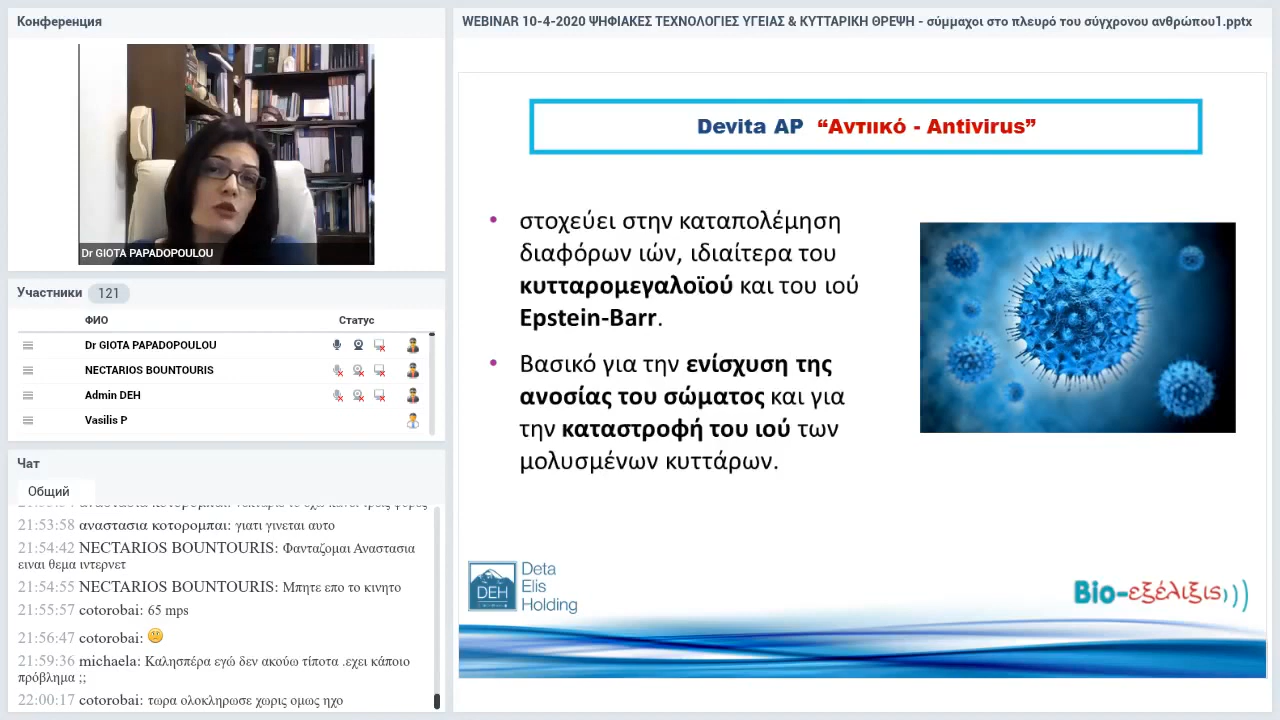 Конференция
Dr GIOTA PAPADOPOULOU
Участники 121
ФИО Статус
Dr GIOTA PAPADOPOULOU
NECTARIOS BOUNTOURIS
Admin DEH
Vasilis P
Чат
Общий
21:53:58 αναστασια κοτορομπαι: γιατι γινεται αυτο
21:54:42 NECTARIOS BOUNTOURIS: Φανταζομαι Αναστασια
ειναι θεμα ιντερνετ
21:54:55 NECTARIOS BOUNTOURIS: Μπητε επο το κινητο
21:55:57 cotorobai: 65 mps
21:56:47 cotorobai:
21:59:36 michaela: Καλησπέρα εγώ δεν ακούω τίποτα .εχει κάποιο
πρόβλημα ;;
22:00:17 cotorobai: τωρα ολοκληρωσε χωρις ομως ηχο
WEBINAR 10-4-2020 ΨΗΦΙΑΚΕΣ ΤΕΧΝΟΛΟΓΙΕΣ ΥΓΕΙΑΣ & ΚΥΤΤΑΡΙΚΗ ΘΡΕΨΗ - σύμμαχοι στο πλευρό του σύγχρονου ανθρώπου1.pptx
Devita AP “Αντιικό - Antivirus”
• στοχεύει στην καταπολέμηση
διαφόρων ιών, ιδιαίτερα του
κυτταρομεγαλοϊού και του ιού
Epstein-Barr.
• Βασικό για την ενίσχυση της
ανοσίας του σώματος και για
την καταστροφή του ιού των
μολυσμένων κυττάρων.
DEH
Deta
Elis
Holding
Bio-εξέλιξις